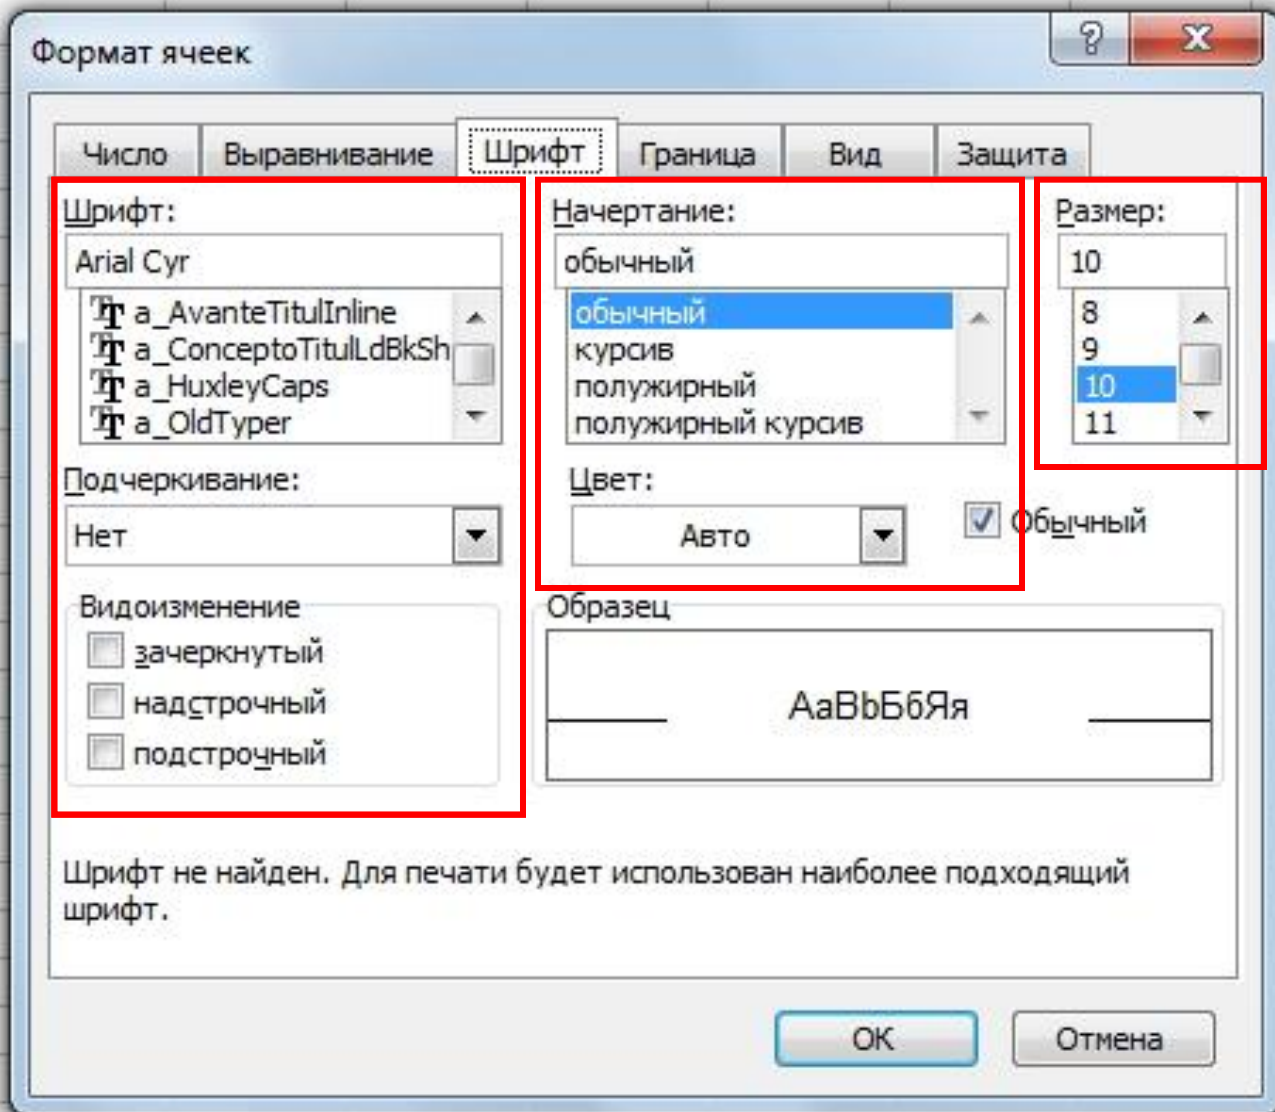 Формат ячеек
Число Выравнивание Шрифт Граница Вид Защита
Шрифт: Начертание: Размер:
Arial Cyr обычный 10
a_AvanteTitulInline обычный 8
a_ConceptoTitulLdBkSh курсив 9
a_HuxleyCaps полужирный 10
a_OldTyper полужирный курсив 11
Подчеркивание: Цвет:
Нет Авто Обычный
Видоизменение Образец
зачеркнутый
надстрочный АаВbБбЯя
подстрочный
Шрифт не найден. Для печати будет использован наиболее подходящий
шрифт.
ОК Отмена